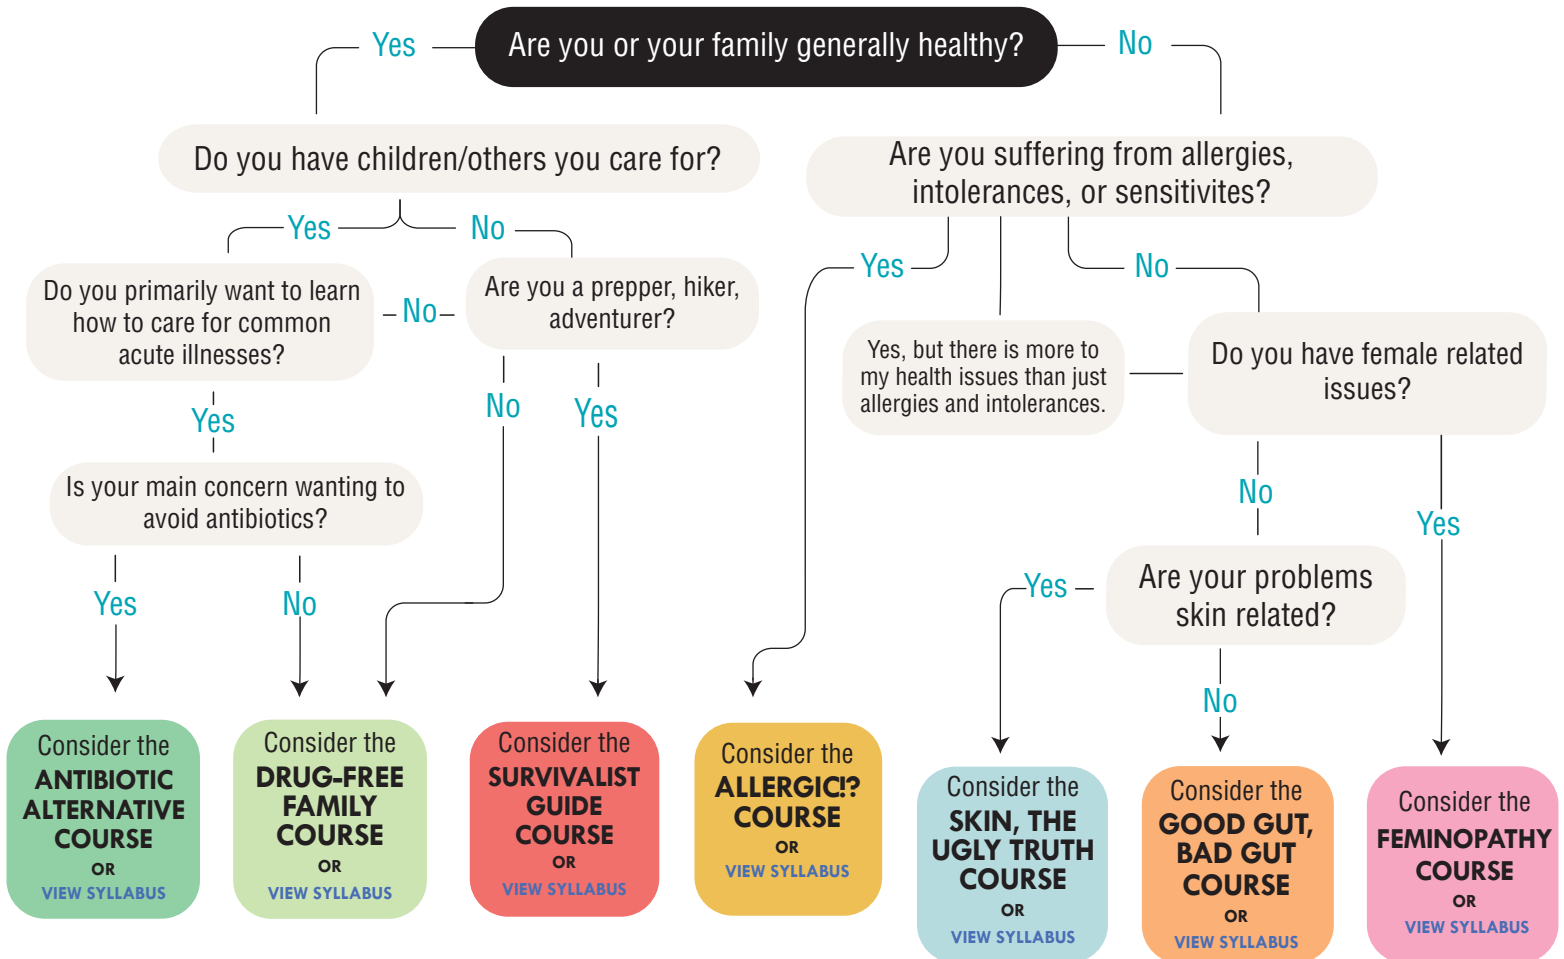 Are you or your family generally healthy?
Yes
No
Do you have children/others you care for?
Are you suffering from allergies,
intolerances, or sensitivites?
Yes
No
Yes
No
Do you primarily want to learn
how to care for common
acute illnesses?
No
Are you a prepper, hiker,
adventurer?
Yes, but there is more to
my health issues than just
allergies and intolerances.
Do you have female related
issues?
Yes
No
Yes
Is your main concern wanting to
avoid antibiotics?
No
Yes
Yes
No
Are your problems
skin related?
Yes
No
Consider the
ANTIBIOTIC
ALTERNATIVE
COURSE
OR
VIEW SYLLABUS
Consider the
DRUG-FREE
FAMILY
COURSE
OR
VIEW SYLLABUS
Consider the
SURVIVALIST
GUIDE
COURSE
OR
VIEW SYLLABUS
Consider the
ALLERGIC!?
COURSE
OR
VIEW SYLLABUS
Consider the
SKIN, THE
UGLY TRUTH
COURSE
OR
VIEW SYLLABUS
Consider the
GOOD GUT,
BAD GUT
COURSE
OR
VIEW SYLLABUS
Consider the
FEMINOPATHY
COURSE
OR
VIEW SYLLABUS